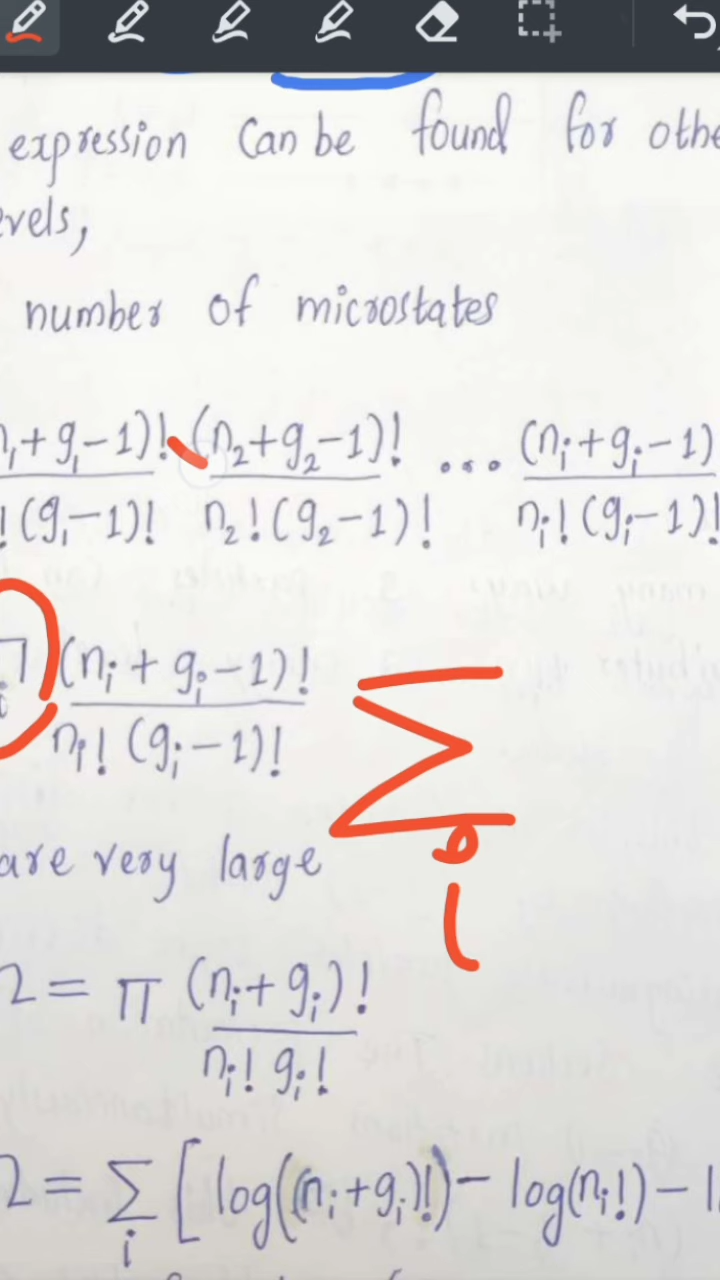 expression can be found for othe
evels,
number of microstates
n₁+g₁-1)! (n₂+g₂-1)! ... (nᵢ+gᵢ-1)
! (g₁-1)! n₂! (g₂-1)! nᵢ! (gᵢ-1)!
i (nᵢ+gᵢ-1)! Σ
nᵢ! (gᵢ-1)! i
are very large
Ω = π (nᵢ+gᵢ)!
nᵢ! gᵢ!
Ω = Σ [log((nᵢ+gᵢ)!) - log(nᵢ!) - l
i